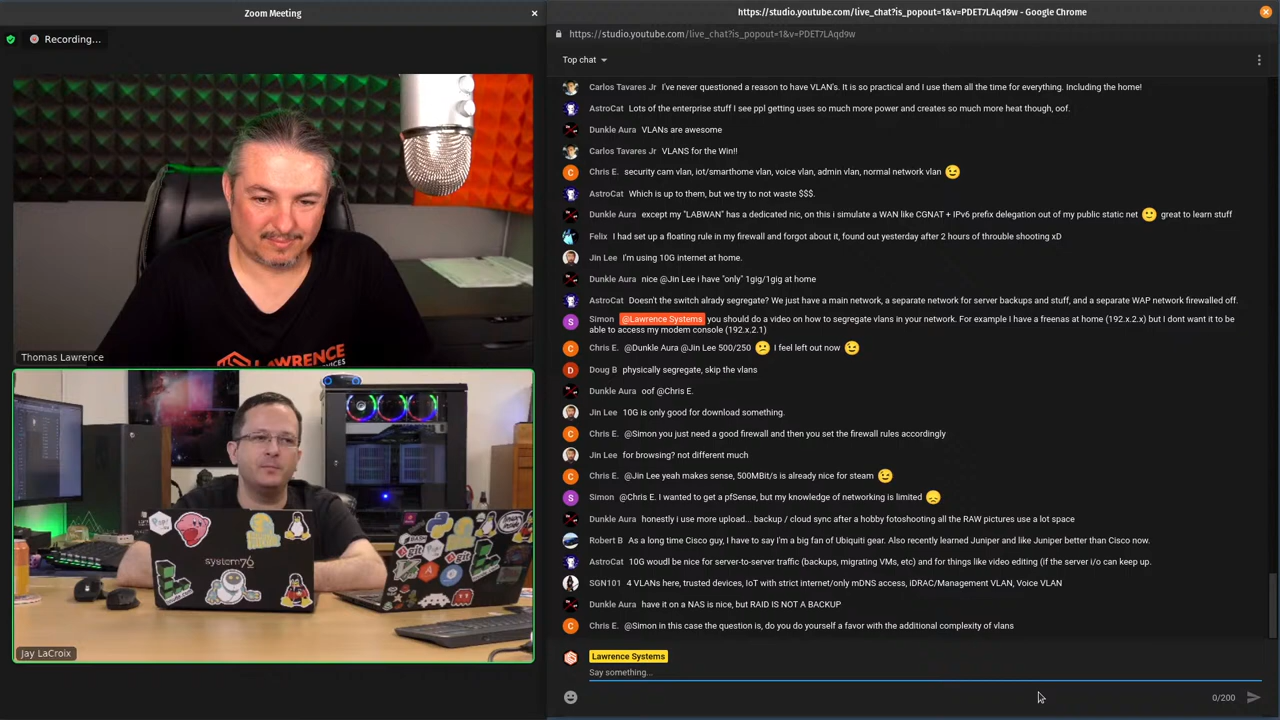 Zoom Meeting
×
Recording...
LAWRENCE
Thomas Lawrence
system76
git
BASH
Jay LaCroix
https://studio.youtube.com/live_chat?is_popout=1&v=PDET7LAqd9w - Google Chrome
https://studio.youtube.com/live_chat?is_popout=1&v=PDET7LAqd9w
Top chat
Carlos Tavares Jr I've never questioned a reason to have VLAN's. It is so practical and I use them all the time for everything. Including the home!
AstroCat Lots of the enterprise stuff I see ppl getting uses so much more power and creates so much more heat though, oof.
Dunkle Aura VLANs are awesome
Carlos Tavares Jr VLANS for the Win!!
Chris E. security cam vlan, iot/smarthome vlan, voice vlan, admin vlan, normal network vlan 😉
AstroCat Which is up to them, but we try to not waste $$$.
Dunkle Aura except my "LABWAN" has a dedicated nic, on this i simulate a WAN like CGNAT + IPv6 prefix delegation out of my public static net 🙂 great to learn stuff
Felix I had set up a floating rule in my firewall and forgot about it, found out yesterday after 2 hours of throuble shooting xD
Jin Lee I'm using 10G internet at home.
Dunkle Aura nice @Jin Lee i have "only" 1gig/1gig at home
AstroCat Doesn't the switch alrady segregate? We just have a main network, a separate network for server backups and stuff, and a separate WAP network firewalled off.
Simon @Lawrence Systems you should do a video on how to segregate vlans in your network. For example I have a freenas at home (192.x.2.x) but I dont want it to be
able to access my modem console (192.x.2.1)
Chris E. @Dunkle Aura @Jin Lee 500/250 😕 I feel left out now 😉
Doug B physically segregate, skip the vlans
Dunkle Aura oof @Chris E.
Jin Lee 10G is only good for download something.
Chris E. @Simon you just need a good firewall and then you set the firewall rules accordingly
Jin Lee for browsing? not different much
Chris E. @Jin Lee yeah makes sense, 500MBit/s is already nice for steam 😉
Simon @Chris E. I wanted to get a pfSense, but my knowledge of networking is limited 😞
Dunkle Aura honestly i use more upload... backup / cloud sync after a hobby fotoshooting all the RAW pictures use a lot space
Robert B As a long time Cisco guy, I have to say I'm a big fan of Ubiquiti gear. Also recently learned Juniper and like Juniper better than Cisco now.
AstroCat 10G woudl be nice for server-to-server traffic (backups, migrating VMs, etc) and for things like video editing (if the server i/o can keep up.
SGN101 4 VLANs here, trusted devices, IoT with strict internet/only mDNS access, iDRAC/Management VLAN, Voice VLAN
Dunkle Aura have it on a NAS is nice, but RAID IS NOT A BACKUP
Chris E. @Simon in this case the question is, do you do yourself a favor with the additional complexity of vlans
Lawrence Systems
Say something...
0/200